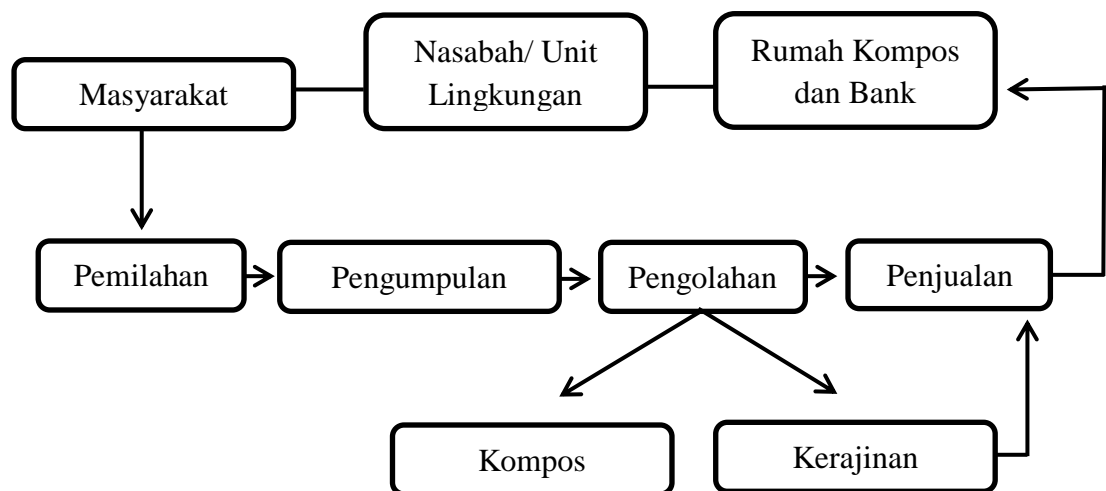 Masyarakat
Nasabah/ Unit
Lingkungan
Rumah Kompos
dan Bank
Pemilahan
Pengumpulan
Pengolahan
Penjualan
Kompos
Kerajinan